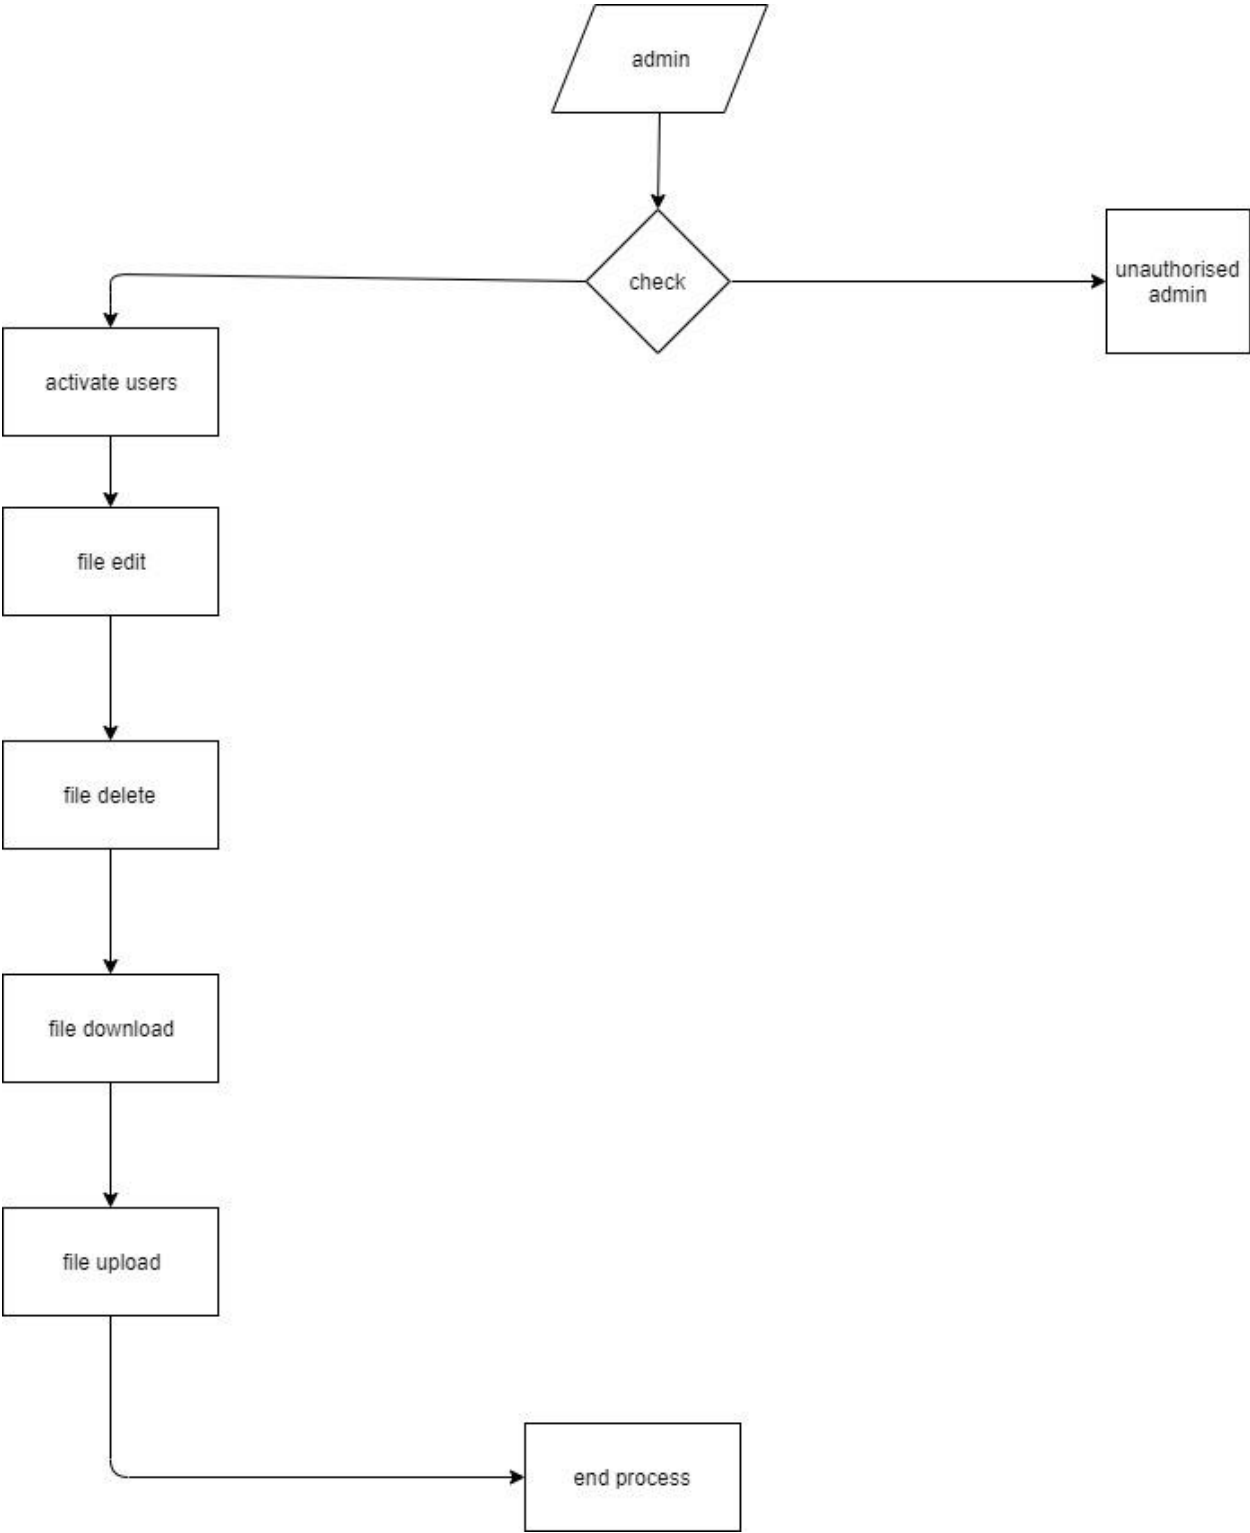 admin
check
unauthorised
admin
activate users
file edit
file delete
file download
file upload
end process